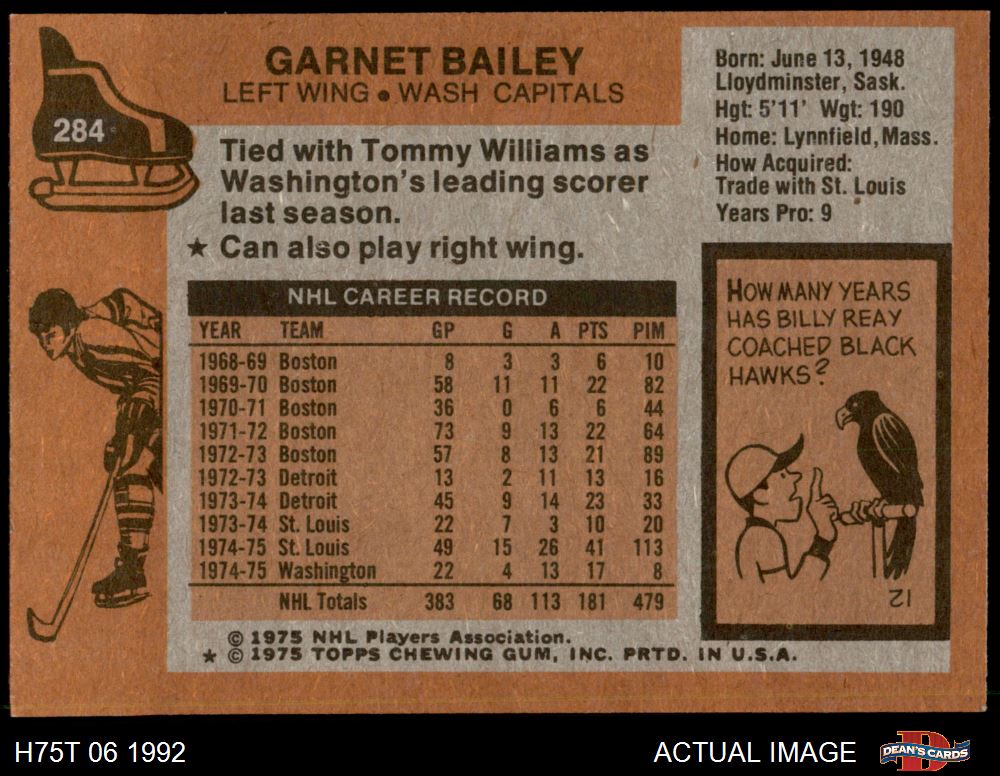 GARNET BAILEY
LEFT WING • WASH CAPITALS
284
Born: June 13, 1948
Lloydminster, Sask.
Hgt: 5'11' Wgt: 190
Home: Lynnfield, Mass.
How Acquired:
Trade with St. Louis
Years Pro: 9
Tied with Tommy Williams as
Washington's leading scorer
last season.
★ Can also play right wing.
NHL CAREER RECORD
YEAR TEAM GP G A PTS PIM
1968-69 Boston 8 3 3 6 10
1969-70 Boston 58 11 11 22 82
1970-71 Boston 36 0 6 6 44
1971-72 Boston 73 9 13 22 64
1972-73 Boston 57 8 13 21 89
1972-73 Detroit 13 2 11 13 16
1973-74 Detroit 45 9 14 23 33
1973-74 St. Louis 22 7 3 10 20
1974-75 St. Louis 49 15 26 41 113
1974-75 Washington 22 4 13 17 8
NHL Totals 383 68 113 181 479
HOW MANY YEARS
HAS BILLY REAY
COACHED BLACK
HAWKS?
12
© 1975 NHL Players Association.
★ © 1975 TOPPS CHEWING GUM, INC. PRTD. IN U.S.A.
H75T 06 1992
ACTUAL IMAGE
D
DEAN'S CARDS